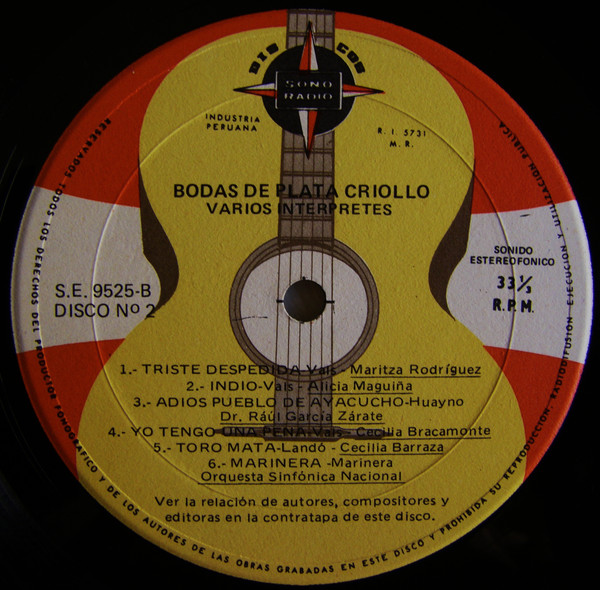 DIS COS
SONO
RADIO
INDUSTRIA
PERUANA
R. I. 5731
M. R.
BODAS DE PLATA CRIOLLO
VARIOS INTERPRETES
S.E. 9525-B
DISCO Nº 2
SONIDO
ESTEREOFONICO
33⅓
R.P.M.
1.- TRISTE DESPEDIDA-Vals - Maritza Rodríguez
2.- INDIO-Vals - Alicia Maguiña
3.- ADIOS PUEBLO DE AYACUCHO-Huayno
Dr. Rául García Zárate
4.- YO TENGO UNA PENA-Vals - Cecilia Bracamonte
5.- TORO MATA-Landó - Cecilia Barraza
6.- MARINERA -Marinera
Orquesta Sinfónica Nacional
Ver la relación de autores, compositores y
editoras en la contratapa de este disco.
RESERVADOS TODOS LOS DERECHOS DEL PRODUCTOR FONOGRAFICO Y DE LOS AUTORES DE LAS OBRAS GRABADAS EN ESTE DISCO Y PROHIBIDA SU REPRODUCCION, RADIODIFUSION EJECUCION Y UTILIZACION PUBLICA